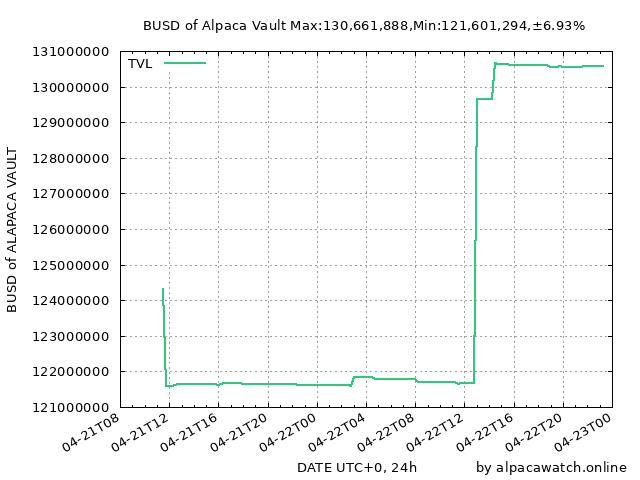 BUSD of Alpaca Vault Max:130,661,888,Min:121,601,294,±6.93%
TVL
131000000
130000000
129000000
128000000
127000000
126000000
125000000
124000000
123000000
122000000
121000000
BUSD of ALAPACA VAULT
04-21T08
04-21T12
04-21T16
04-21T20
04-22T00
04-22T04
04-22T08
04-22T12
04-22T16
04-22T20
04-23T00
DATE UTC+0, 24h
by alpacawatch.online